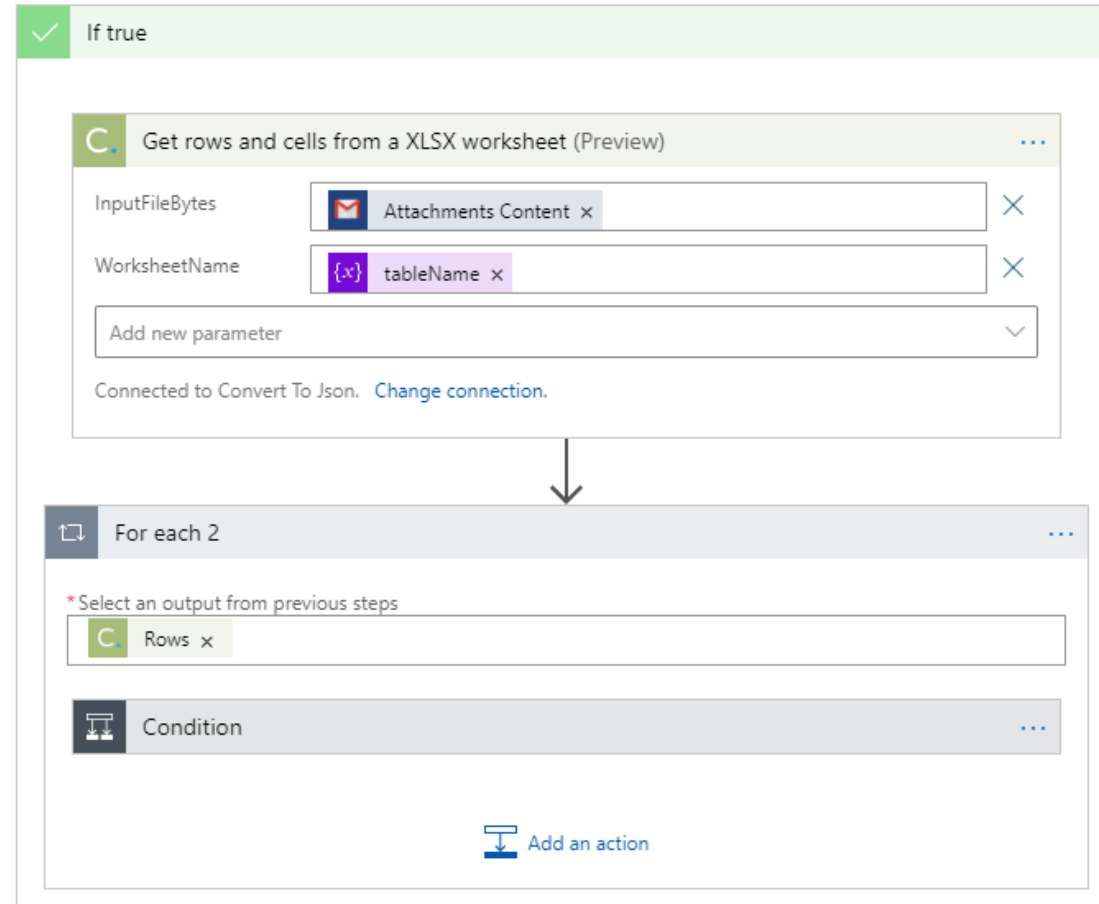 If true
C. Get rows and cells from a XLSX worksheet (Preview) ...
InputFileBytes
Attachments Content ×
WorksheetName
{x} tableName ×
Add new parameter
Connected to Convert To Json. Change connection.
For each 2 ...
* Select an output from previous steps
C. Rows ×
Condition ...
Add an action